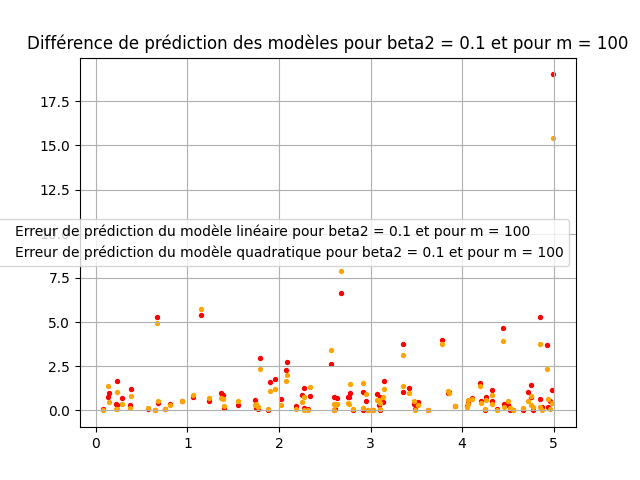 Différence de prédiction des modèles pour beta2 = 0.1 et pour m = 100
17.5
15.0
12.5
Erreur de prédiction du modèle linéaire pour beta2 = 0.1 et pour m = 100
10.0
Erreur de prédiction du modèle quadratique pour beta2 = 0.1 et pour m = 100
7.5
5.0
2.5
0.0
0 1 2 3 4 5